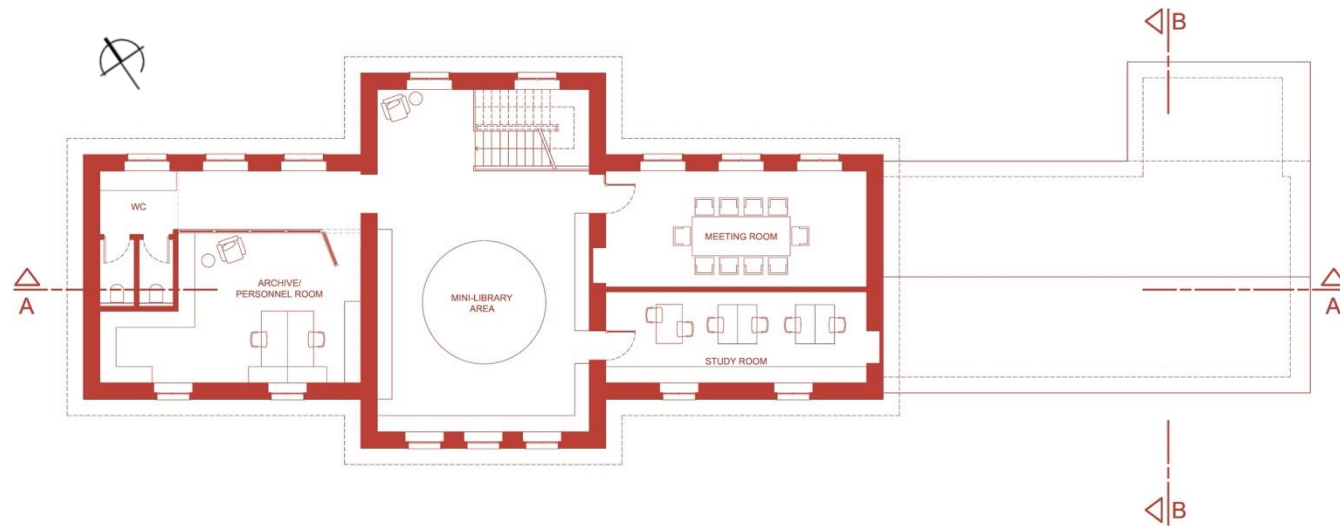 B
WC
MEETING ROOM
ARCHIVE/
PERSONNEL ROOM
MINI-LIBRARY
AREA
A
A
STUDY ROOM
B